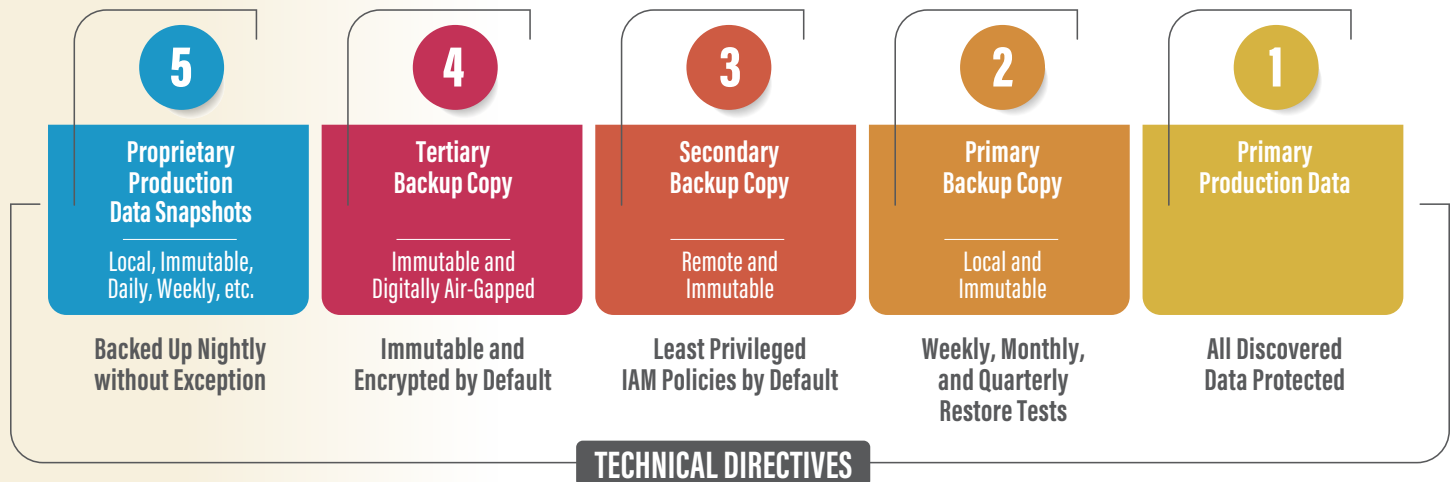 5
Proprietary
Production
Data Snapshots
Local, Immutable,
Daily, Weekly, etc.
Backed Up Nightly
without Exception
4
Tertiary
Backup Copy
Immutable and
Digitally Air-Gapped
Immutable and
Encrypted by Default
3
Secondary
Backup Copy
Remote and
Immutable
Least Privileged
IAM Policies by Default
2
Primary
Backup Copy
Local and
Immutable
Weekly, Monthly,
and Quarterly
Restore Tests
1
Primary
Production Data
All Discovered
Data Protected
TECHNICAL DIRECTIVES